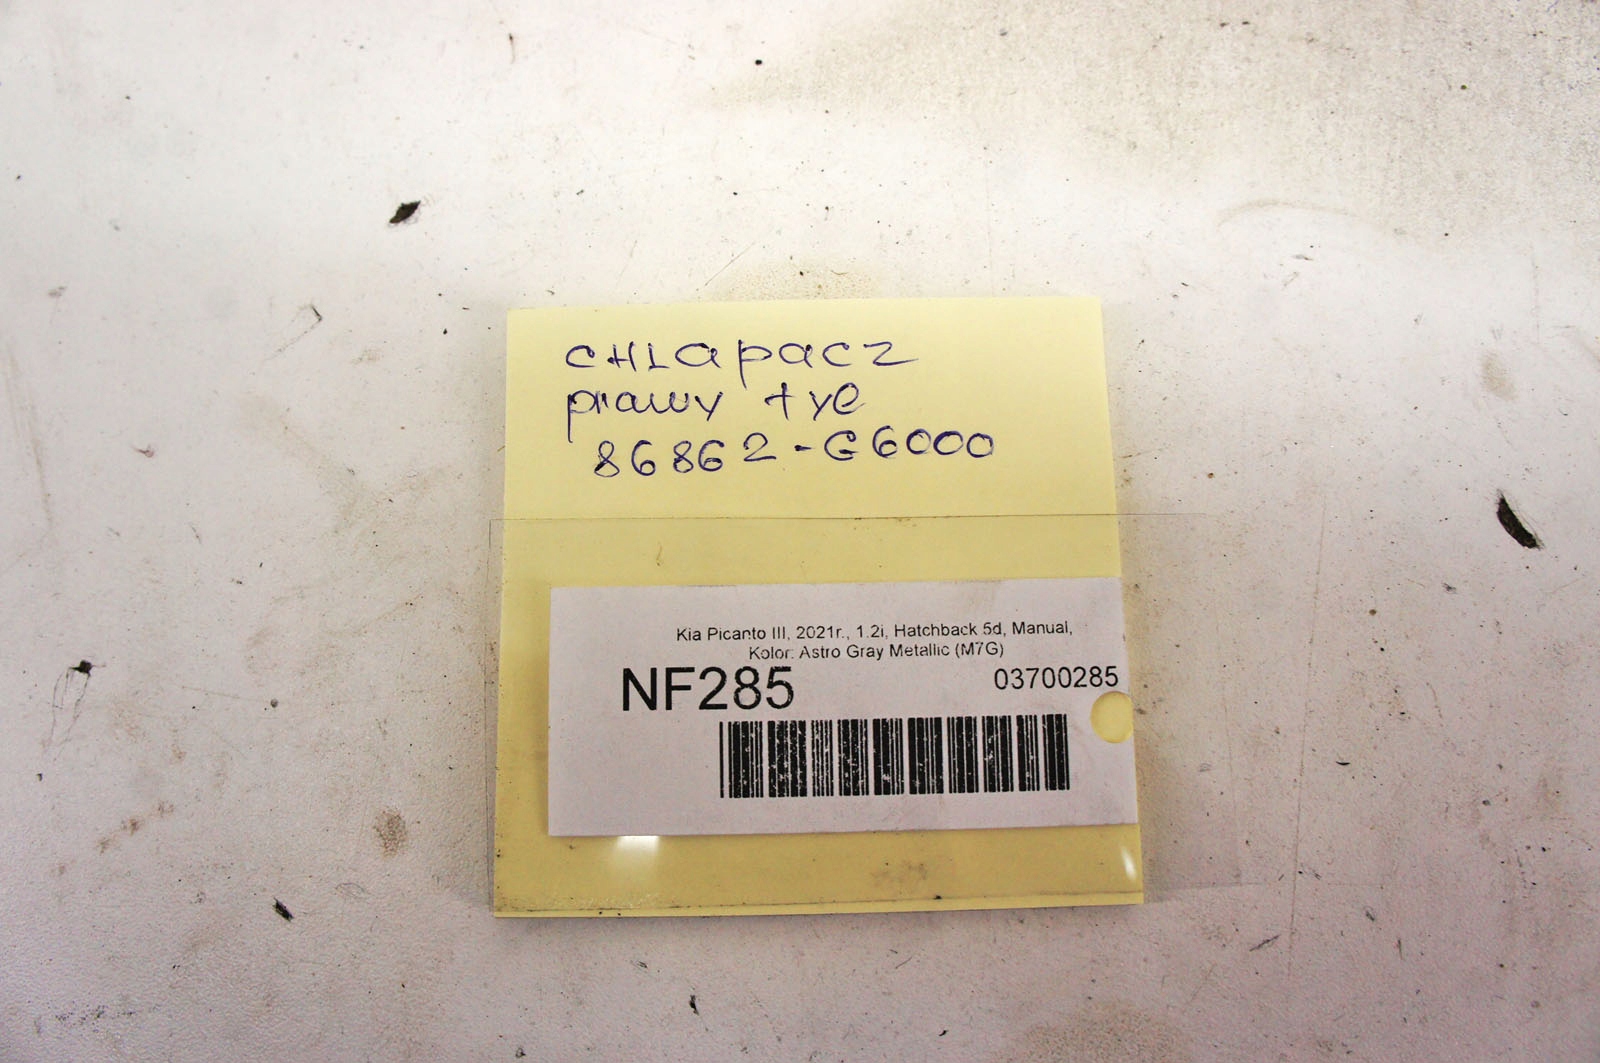 CHLapacz
prawy tyl
86862-G6000
Kia Picanto III, 2021r., 1.2i, Hatchback 5d, Manual,
Kolor: Astro Gray Metallic (M7G)
NF285
03700285